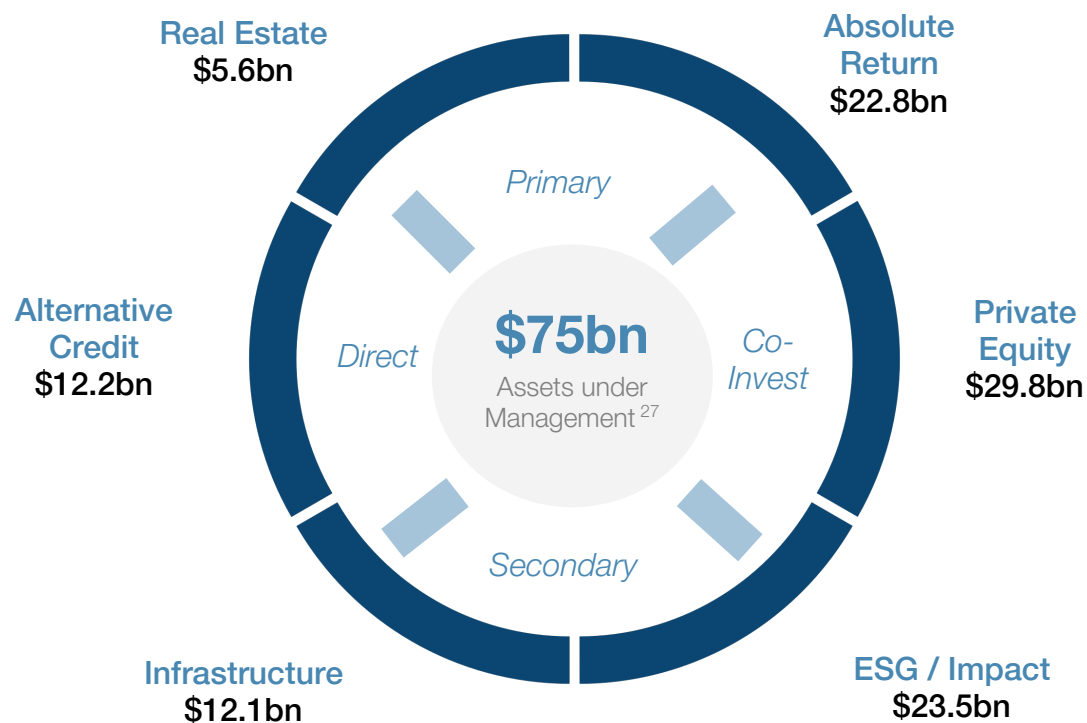 Real Estate
$5.6bn
Absolute
Return
$22.8bn
Primary
Alternative
Credit
$12.2bn
Direct
$75bn
Assets under
Management 27
Co-
Invest
Private
Equity
$29.8bn
Secondary
Infrastructure
$12.1bn
ESG / Impact
$23.5bn